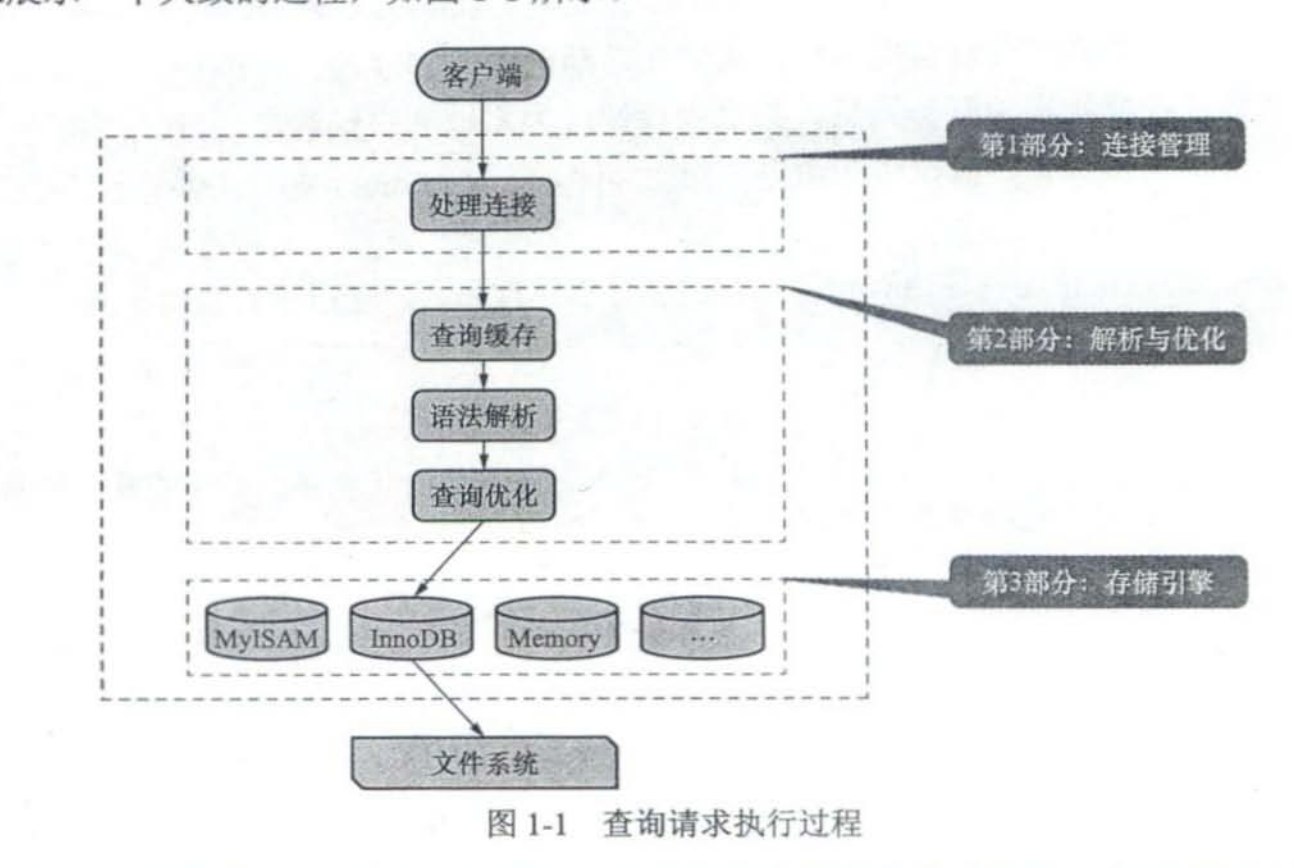 客户端
第1部分：连接管理
处理连接
查询缓存
第2部分：解析与优化
语法解析
查询优化
第3部分：存储引擎
MyISAM InnoDB Memory …
文件系统
图 1-1 查询请求执行过程